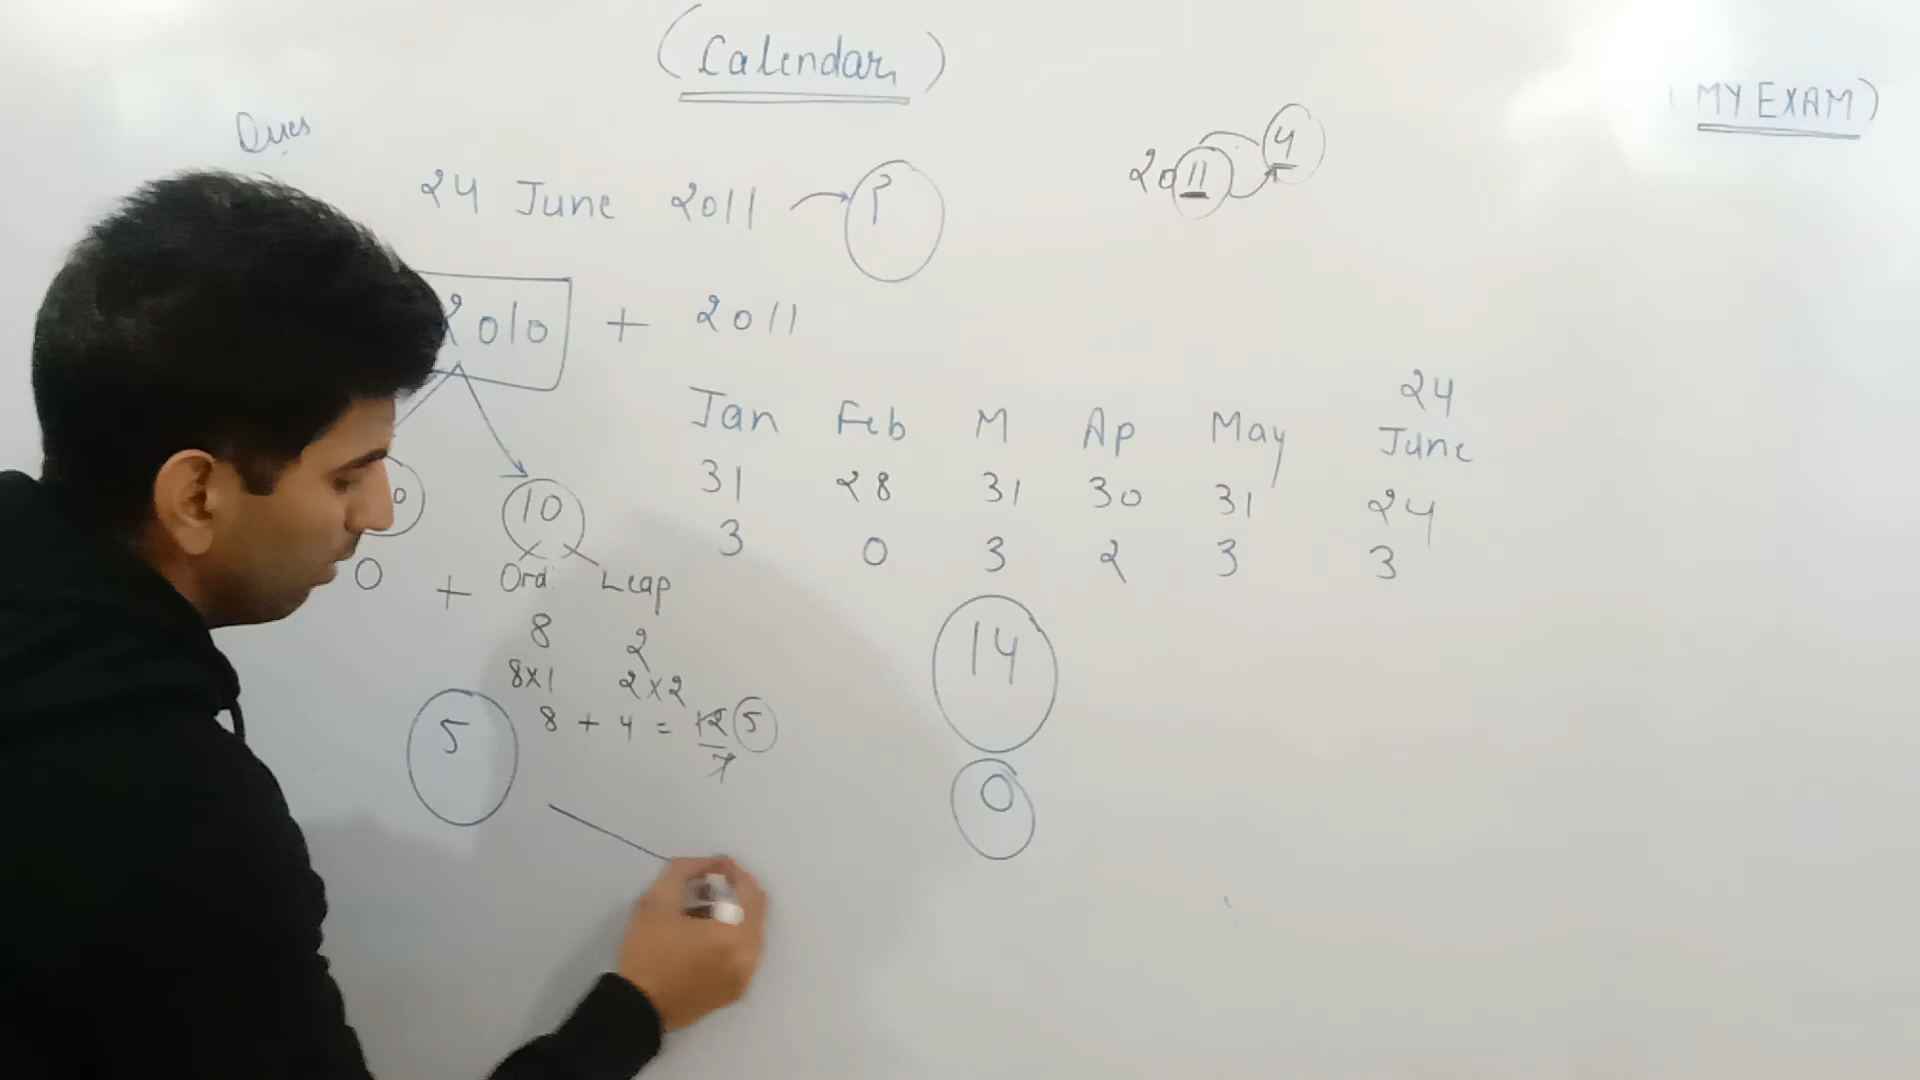 (Calendar)
(MY EXAM)
Ques
24 June 2011 → ?
2011 4
2010 + 2011
24
Jan Feb M Ap May June
31 28 31 30 31 24
3 0 3 2 3 3
10
0 + Ord. Leap
8 2
8x1 2x2
8 + 4 = 12 5
7
5
14
0